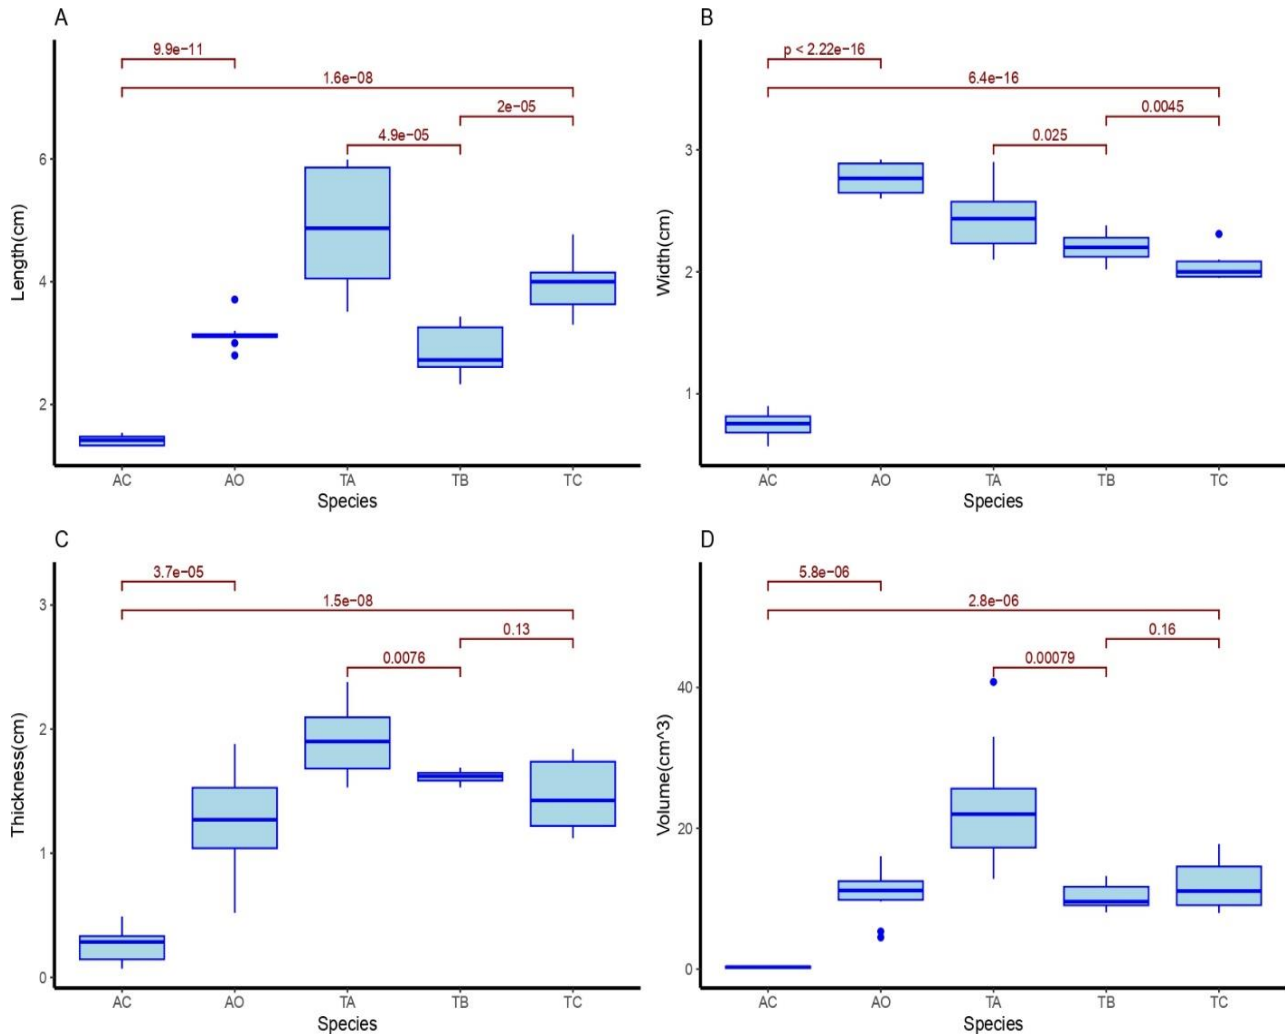 A
9.9e−11
1.6e−08
2e−05
4.9e−05
6
4
2
Length(cm)
AC AO TA TB TC
Species
B
p < 2.22e−16
6.4e−16
0.0045
0.025
3
2
1
Width(cm)
AC AO TA TB TC
Species
C
3.7e−05
1.5e−08
0.13
0.0076
3
2
1
0
Thickness(cm)
AC AO TA TB TC
Species
D
5.8e−06
2.8e−06
0.16
0.00079
40
20
0
Volume(cm^3)
AC AO TA TB TC
Species